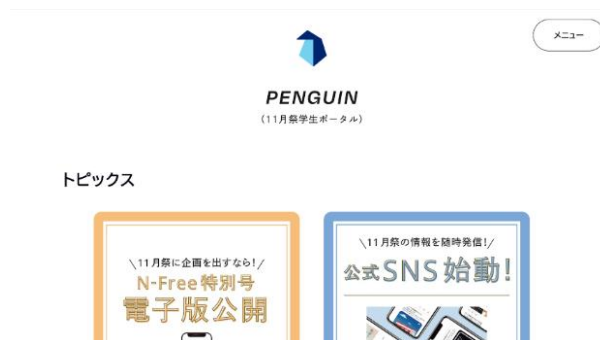 メニュー
PENGUIN
(11月祭学生ポータル)
トピックス
\11月祭に企画を出すなら!/
N-Free特別号
電子版公開
\11月祭の情報を随時発信!/
公式SNS始動!